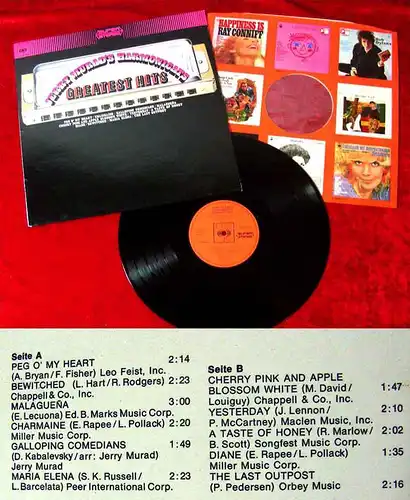 CBS
JERRY MURAD'S HARMONICATS
GREATEST HITS
HAPPINESS IS
RAY CONNIFF
Bob
Dylan's
Seite A
PEG O' MY HEART 2:14
(A. Bryan/F. Fisher) Leo Feist, Inc.
BEWITCHED (L. Hart/R. Rodgers) 2:23
Chappell & Co., Inc.
MALAGUEÑA 3:00
(E. Lecuona) Ed. B. Marks Music Corp.
CHARMAINE (E. Rapee/L. Pollack) 2:20
Miller Music Corp.
GALLOPING COMEDIANS 1:49
(D. Kabalevsky/arr: Jerry Murad)
Jerry Murad
MARIA ELENA (S. K. Russell/ 2:23
L. Barcelata) Peer International Corp.
Seite B
CHERRY PINK AND APPLE
BLOSSOM WHITE (M. David/ 1:47
Louiguy) Chappell & Co., Inc.
YESTERDAY (J. Lennon/ 2:10
P. McCartney) Maclen Music, Inc.
A TASTE OF HONEY (R. Marlow/ 2:02
B. Scott) Songfest Music Corp.
DIANE (E. Rapee/L. Pollack) 1:35
Miller Music Corp.
THE LAST OUTPOST
(P. Pedersen) Orbey Music 2:16